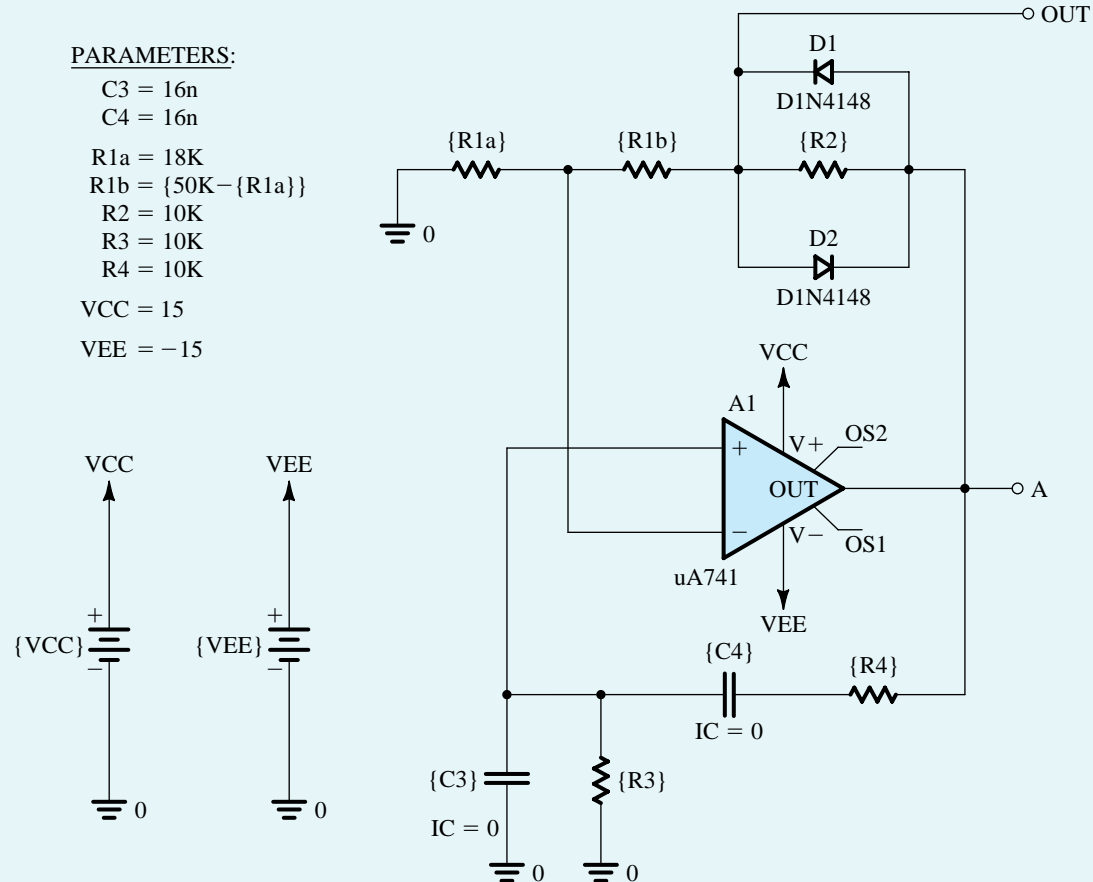 OUT
PARAMETERS:
C3 = 16n
C4 = 16n
R1a = 18K
R1b = {50K−{R1a}}
R2 = 10K
R3 = 10K
R4 = 10K
VCC = 15
VEE = −15
D1
D1N4148
{R1a}
{R1b}
{R2}
0
D2
D1N4148
VCC
A1
+
V+
OS2
OUT
A
−
V−
OS1
uA741
VEE
VCC
VEE
+
{VCC}
−
0
+
{VEE}
−
0
{C4}
IC = 0
{R4}
{C3}
IC = 0
{R3}
0
0